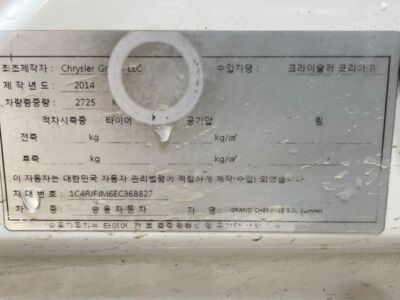 최초제작자 : Chrysler Group LLC 수입자명 : 크라이슬러 코리아㈜
제 작 년 도 : 2014
차량총중량 : 2725
적차시축중 타이어 공기압 림
전축 kg kg/㎠
후축 kg kg/㎠
이 자동차는 대한민국 자동차 관리법령에 적합하게 제작(수입) 되었습니다
차 대 번 호 : 1C4RJFJM6EC368827
차 종 : 승용자동차 차 명 : GRAND CHEROKEE 3.0L Summit